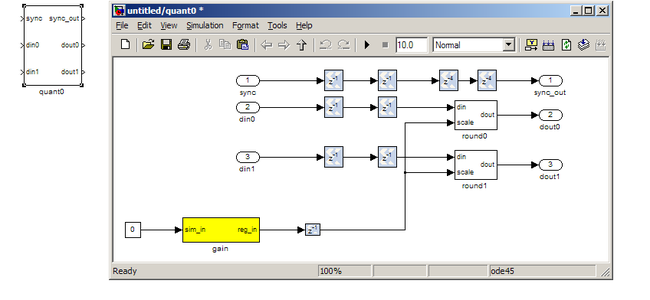 sync sync_out
din0 dout0
din1 dout1
quant0
untitled/quant0 *
File Edit View Simulation Format Tools Help
10.0 Normal
1 z⁻¹ z⁻¹ 1
sync sync_out
2 z⁻¹ z⁻¹ din dout 2
din0 scale dout0
round0
3 z⁻¹ z⁻¹ din dout 3
din1 scale dout1
round1
0 sim_in reg_in z⁻¹
gain
Ready 100% ode45